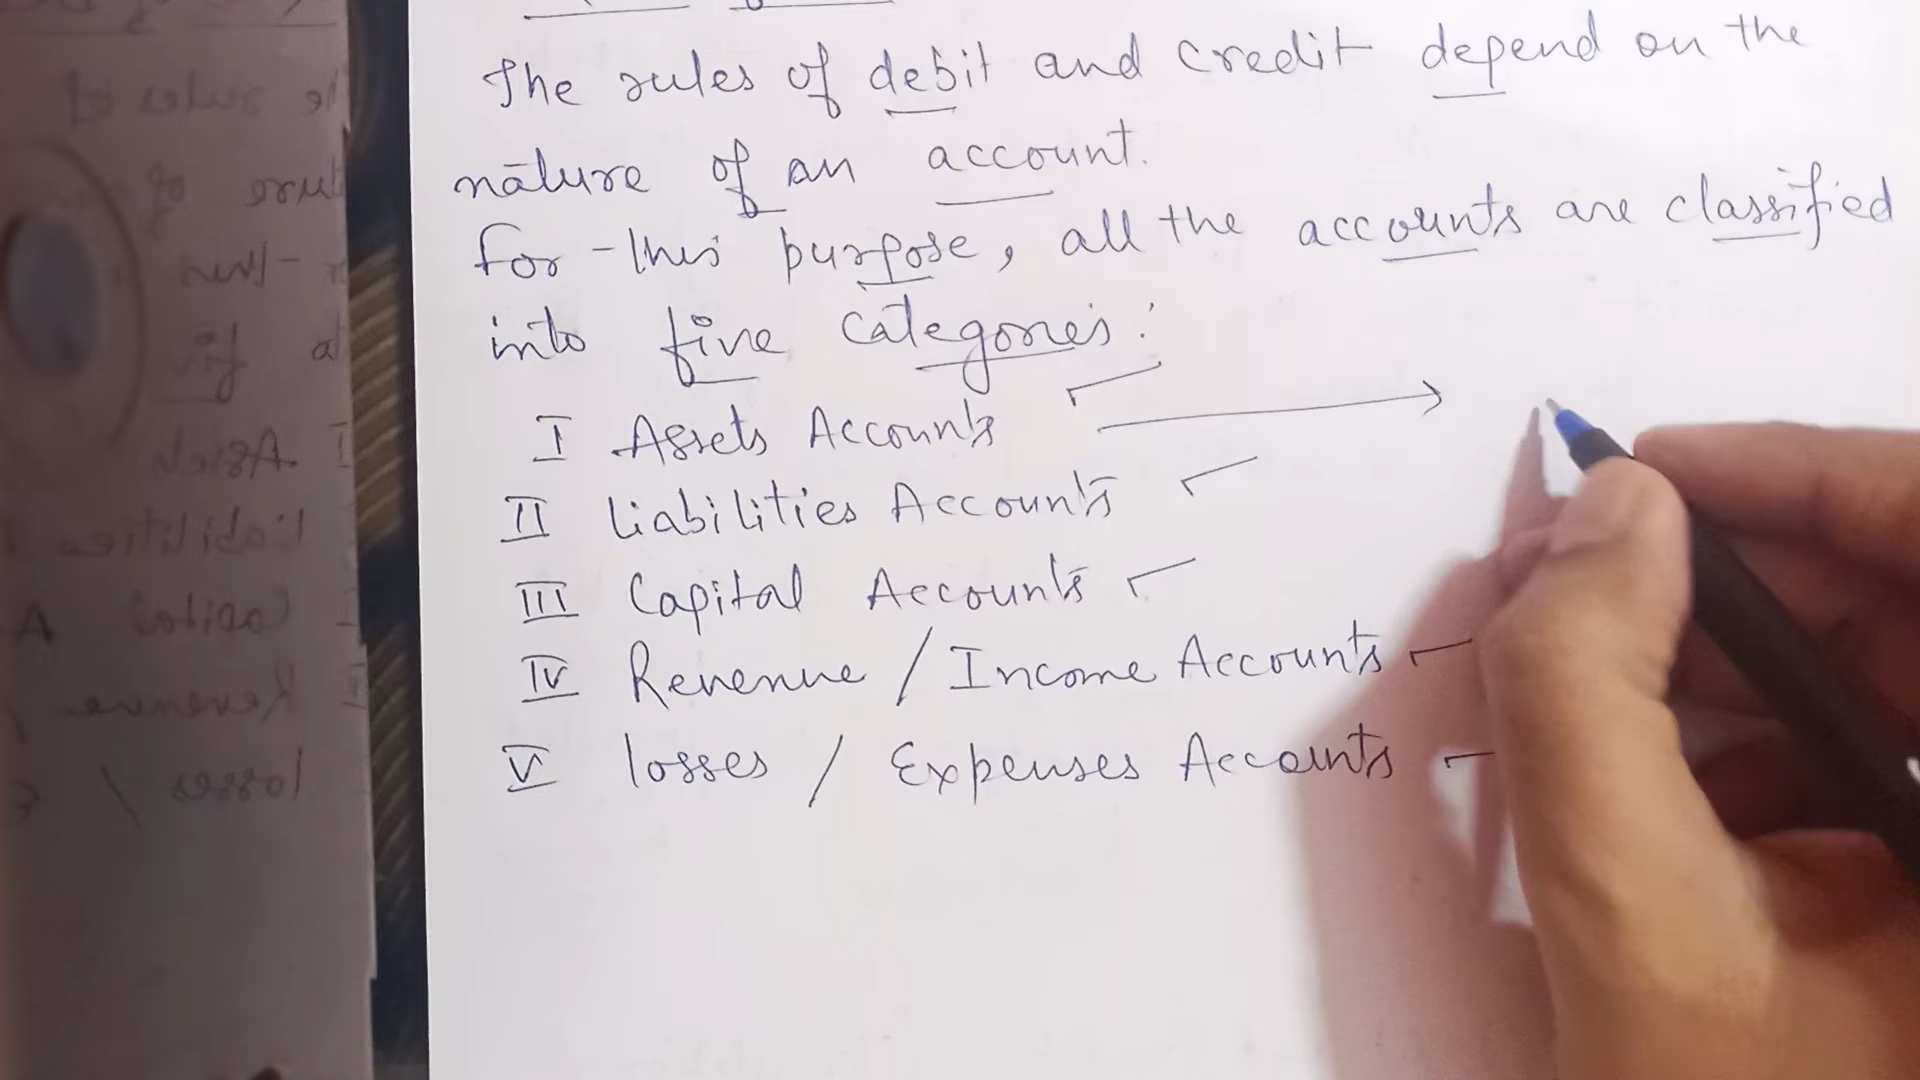 The rules of debit and credit depend on the
nature of an account.
For this purpose, all the accounts are classified
into five categories:
I Assets Accounts
II Liabilities Accounts
III Capital Accounts
IV Revenue / Income Accounts
V losses / Expenses Accounts